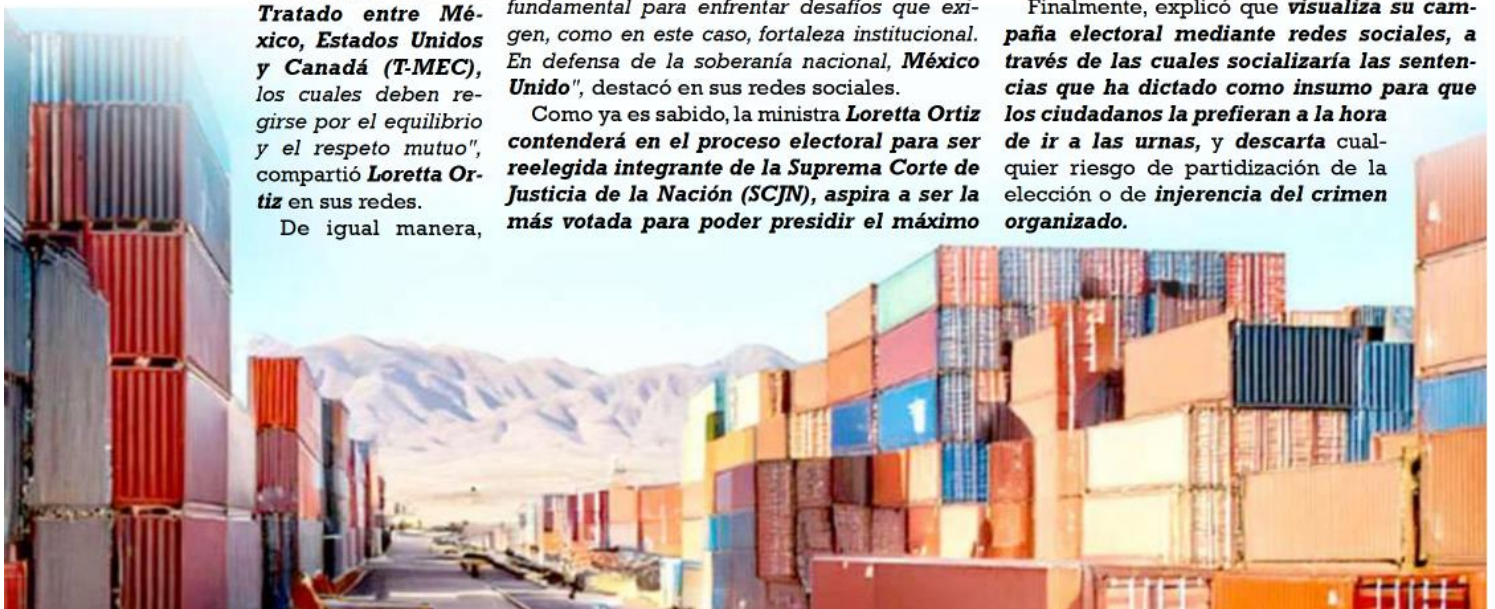 Tratado entre Mé-
xico, Estados Unidos
y Canadá (T-MEC),
los cuales deben re-
girse por el equilibrio
y el respeto mutuo",
compartió Loretta Or-
tiz en sus redes.
De igual manera,
fundamental para enfrentar desafíos que exi-
gen, como en este caso, fortaleza institucional.
En defensa de la soberanía nacional, México
Unido", destacó en sus redes sociales.
Como ya es sabido, la ministra Loretta Ortiz
contenderá en el proceso electoral para ser
reelegida integrante de la Suprema Corte de
Justicia de la Nación (SCJN), aspira a ser la
más votada para poder presidir el máximo
Finalmente, explicó que visualiza su cam-
paña electoral mediante redes sociales, a
través de las cuales socializaría las senten-
cias que ha dictado como insumo para que
los ciudadanos la prefieran a la hora
de ir a las urnas, y descarta cual-
quier riesgo de partidización de la
elección o de injerencia del crimen
organizado.